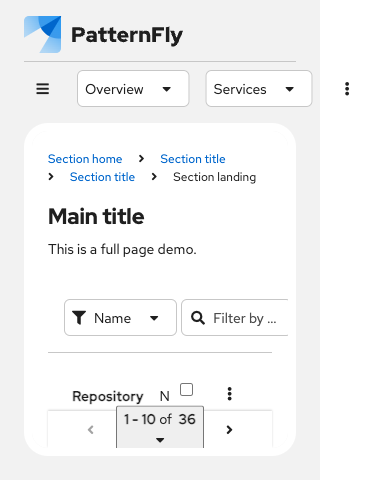 PatternFly
Overview Services
Section home Section title
Section title Section landing
Main title
This is a full page demo.
Name Filter by ...
Repository N
1 - 10 of 36